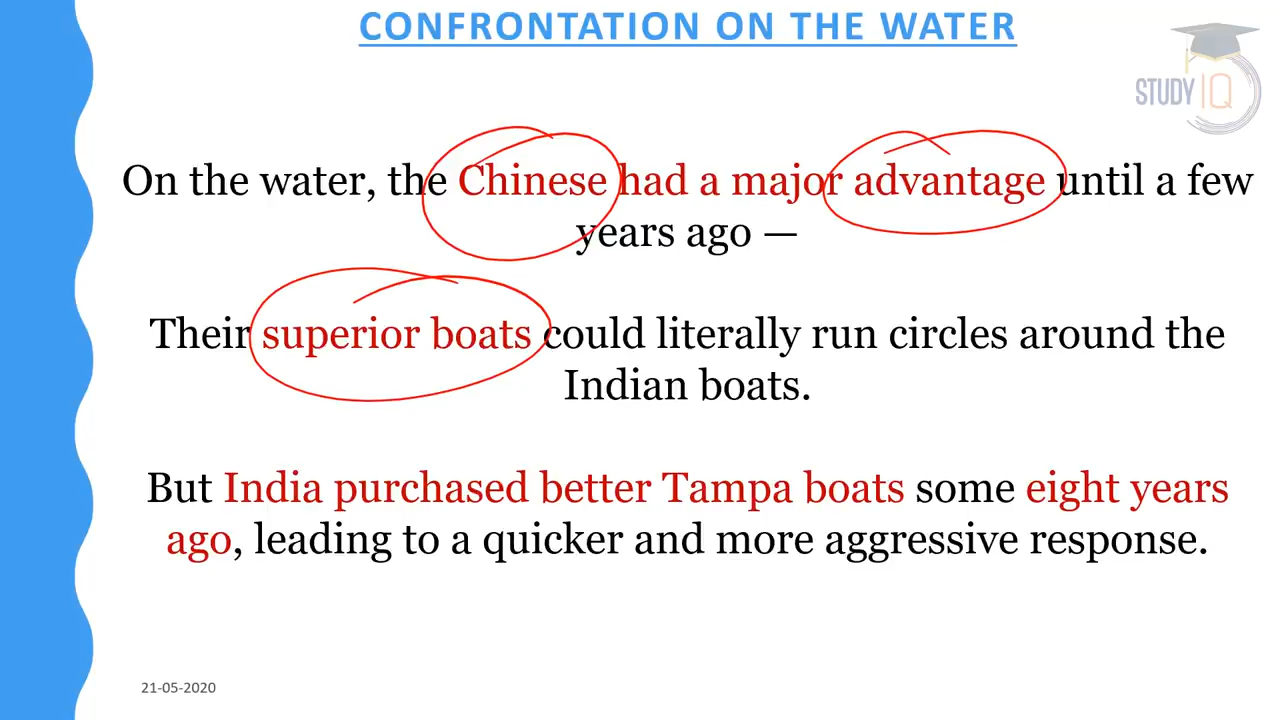 CONFRONTATION ON THE WATER
STUDY IQ
On the water, the Chinese had a major advantage until a few
years ago —
Their superior boats could literally run circles around the
Indian boats.
But India purchased better Tampa boats some eight years
ago, leading to a quicker and more aggressive response.
21-05-2020